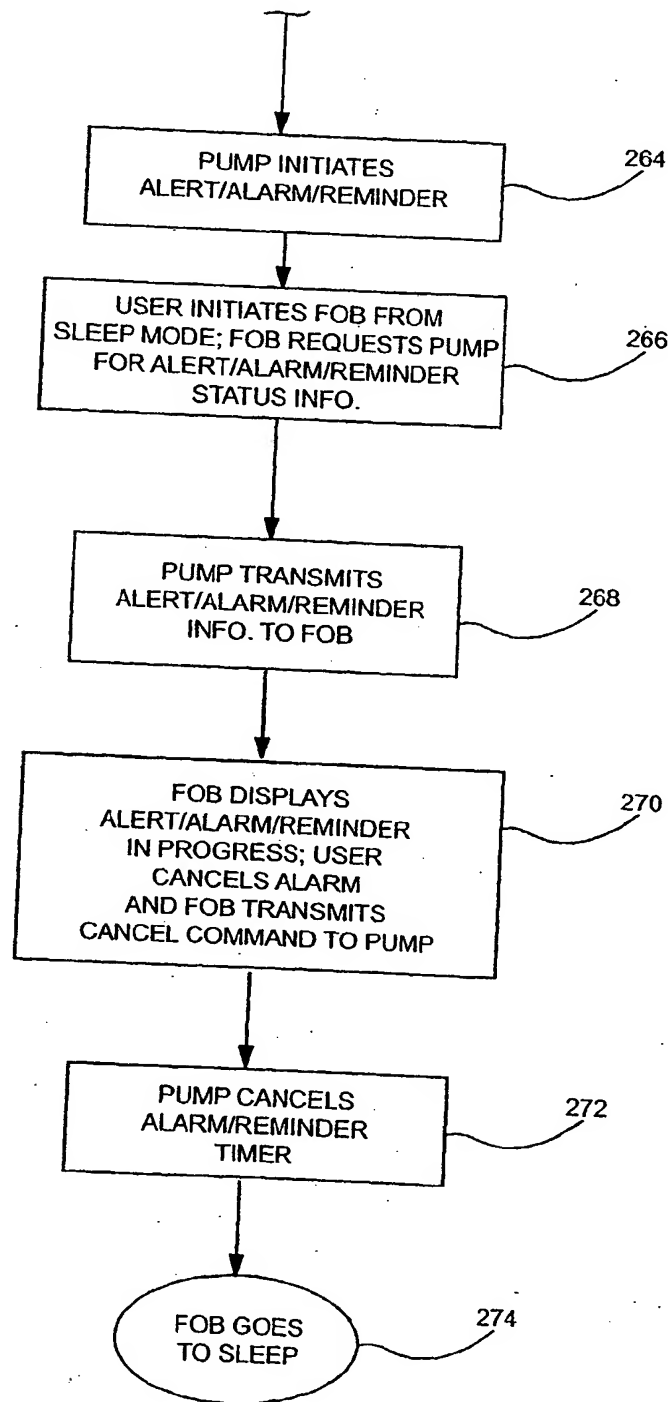 PUMP INITIATES
ALERT/ALARM/REMINDER
264
USER INITIATES FOB FROM
SLEEP MODE; FOB REQUESTS PUMP
FOR ALERT/ALARM/REMINDER
STATUS INFO.
266
PUMP TRANSMITS
ALERT/ALARM/REMINDER
INFO. TO FOB
268
FOB DISPLAYS
ALERT/ALARM/REMINDER
IN PROGRESS; USER
CANCELS ALARM
AND FOB TRANSMITS
CANCEL COMMAND TO PUMP
270
PUMP CANCELS
ALARM/REMINDER
TIMER
272
FOB GOES
TO SLEEP
274